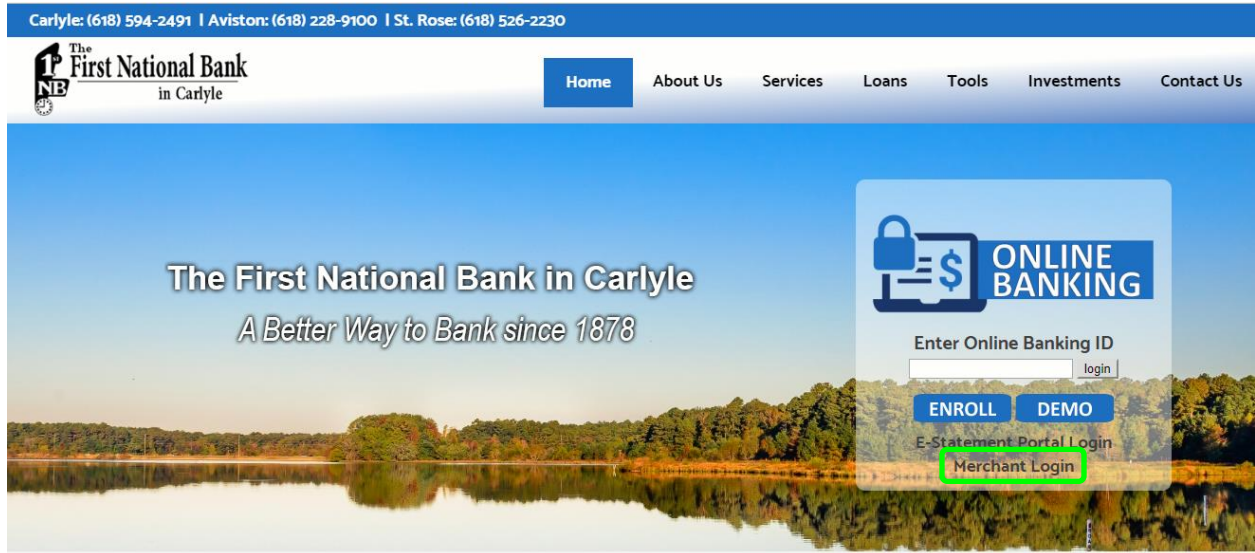 Carlyle: (618) 594-2491 | Aviston: (618) 228-9100 | St. Rose: (618) 526-2230
1st
NB
The
First National Bank
in Carlyle
Home About Us Services Loans Tools Investments Contact Us
The First National Bank in Carlyle
A Better Way to Bank since 1878
ONLINE
BANKING
$
Enter Online Banking ID
login
ENROLL DEMO
E-Statement Portal Login
Merchant Login